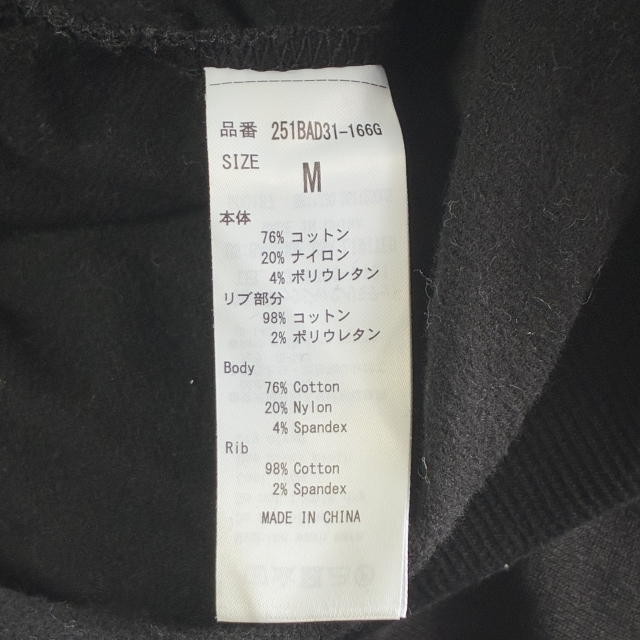 品番 251BAD31-166G
SIZE
M
本体
76% コットン
20% ナイロン
4% ポリウレタン
リブ部分
98% コットン
2% ポリウレタン
Body
76% Cotton
20% Nylon
4% Spandex
Rib
98% Cotton
2% Spandex
MADE IN CHINA